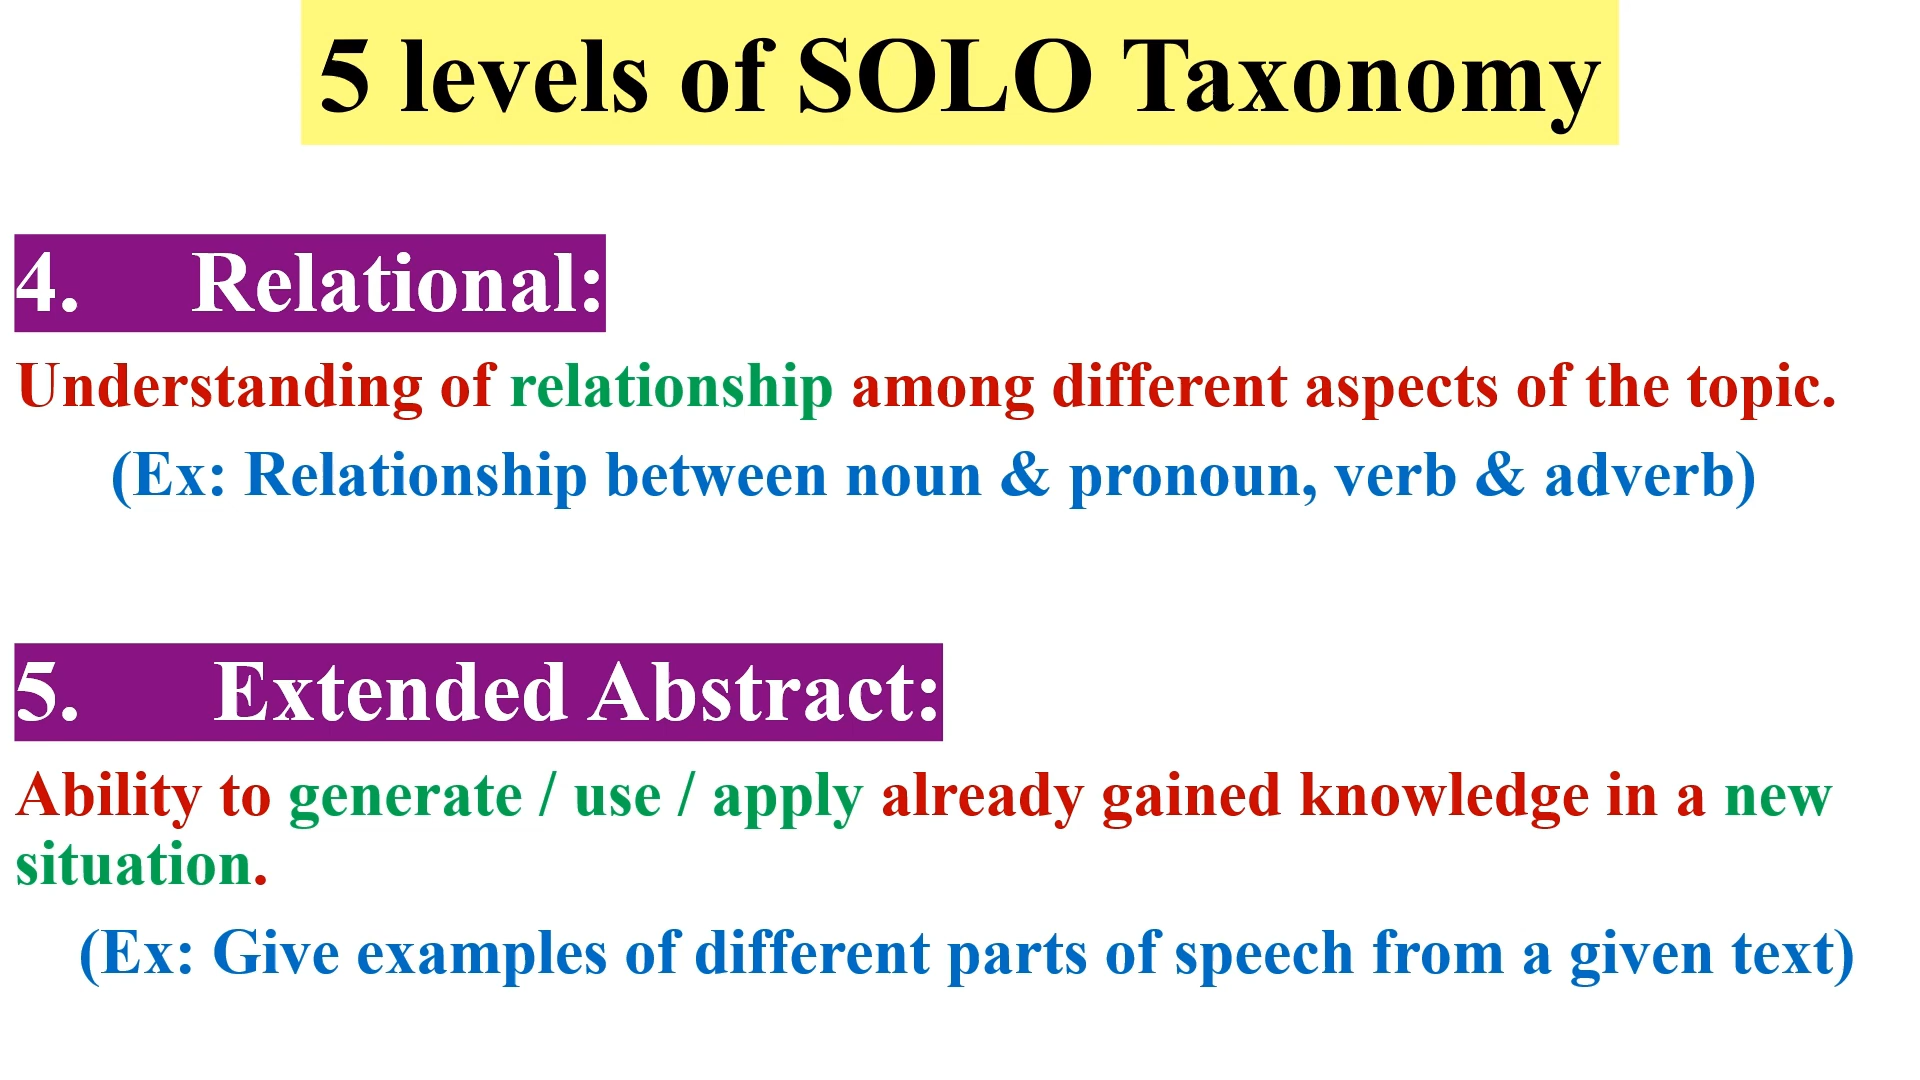 5 levels of SOLO Taxonomy
4. Relational:
Understanding of relationship among different aspects of the topic.
(Ex: Relationship between noun & pronoun, verb & adverb)
5. Extended Abstract:
Ability to generate / use / apply already gained knowledge in a new
situation.
(Ex: Give examples of different parts of speech from a given text)